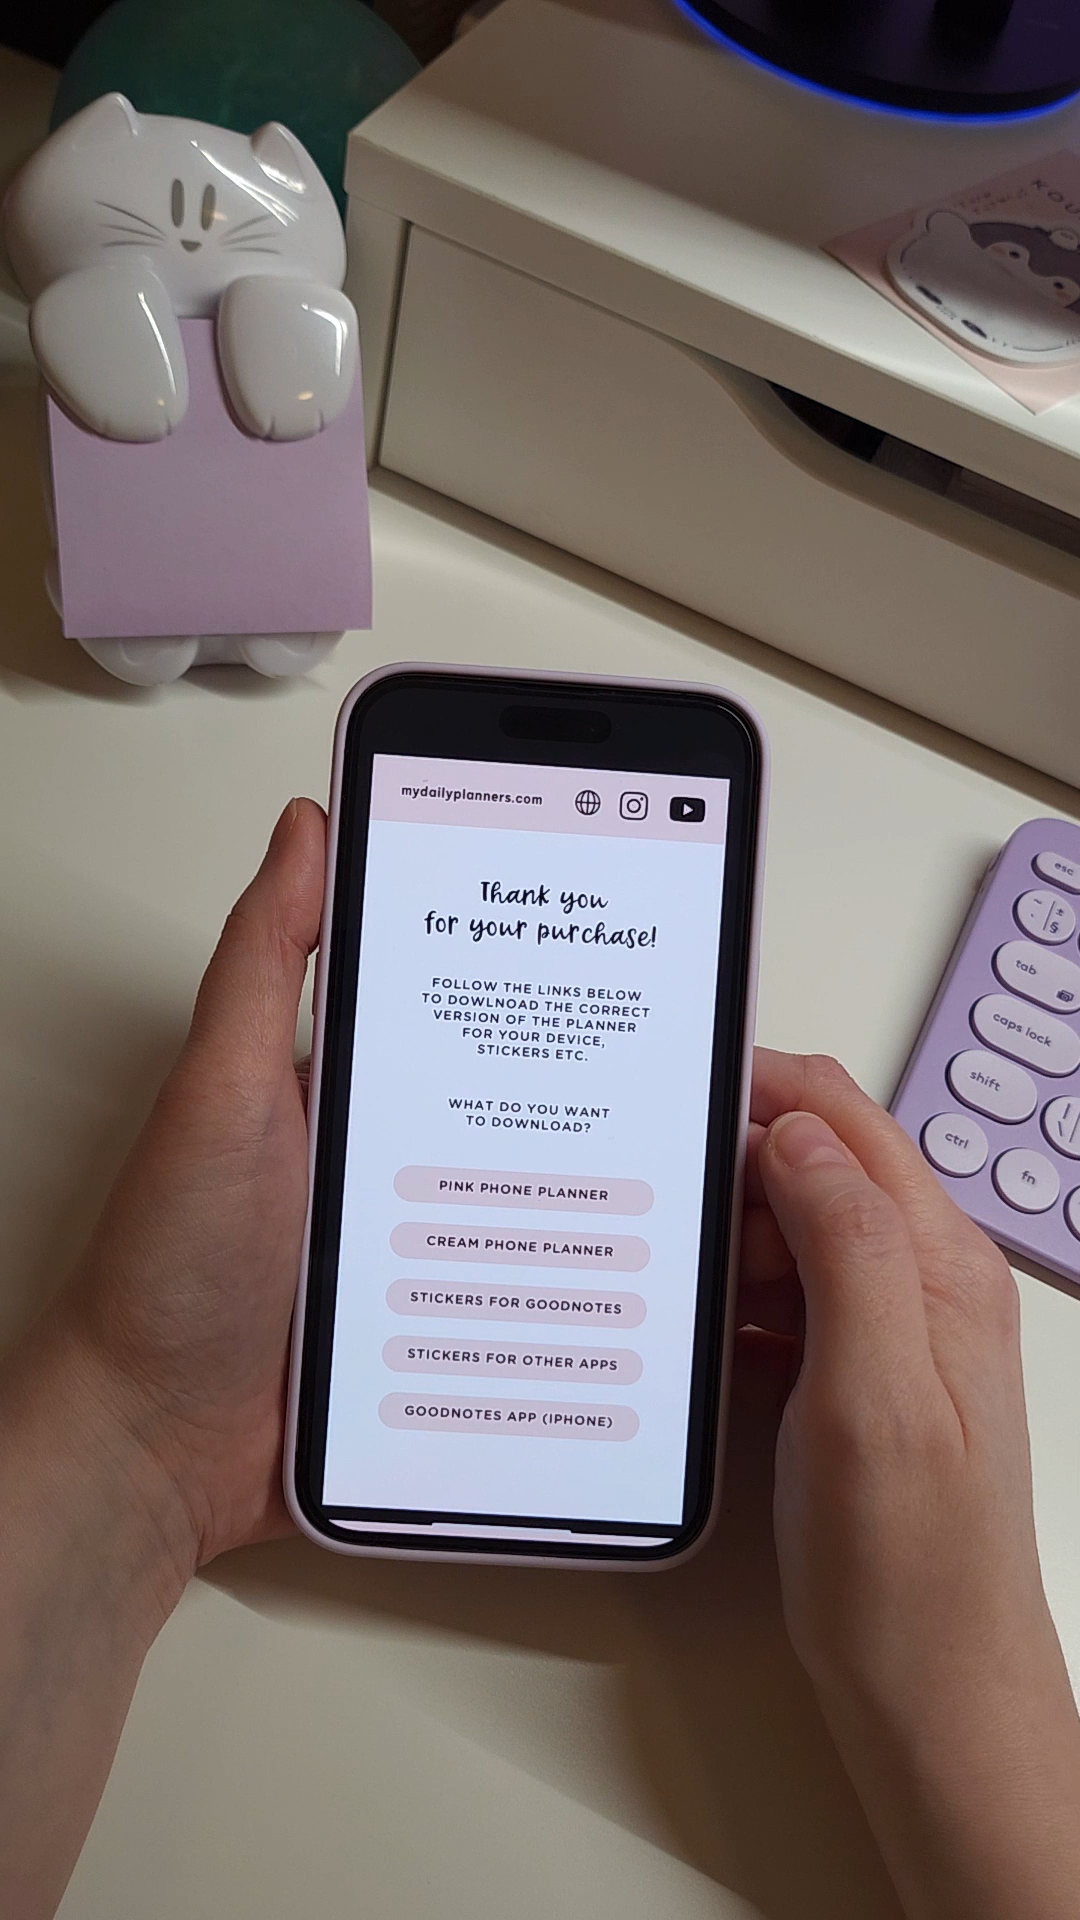 KOU
mydailyplanners.com
Thank you
for your purchase!
FOLLOW THE LINKS BELOW
TO DOWLNOAD THE CORRECT
VERSION OF THE PLANNER
FOR YOUR DEVICE,
STICKERS ETC.
WHAT DO YOU WANT
TO DOWNLOAD?
PINK PHONE PLANNER
CREAM PHONE PLANNER
STICKERS FOR GOODNOTES
STICKERS FOR OTHER APPS
GOODNOTES APP (IPHONE)
esc
~ ` ± §
tab
caps lock
shift
| \
ctrl
fn